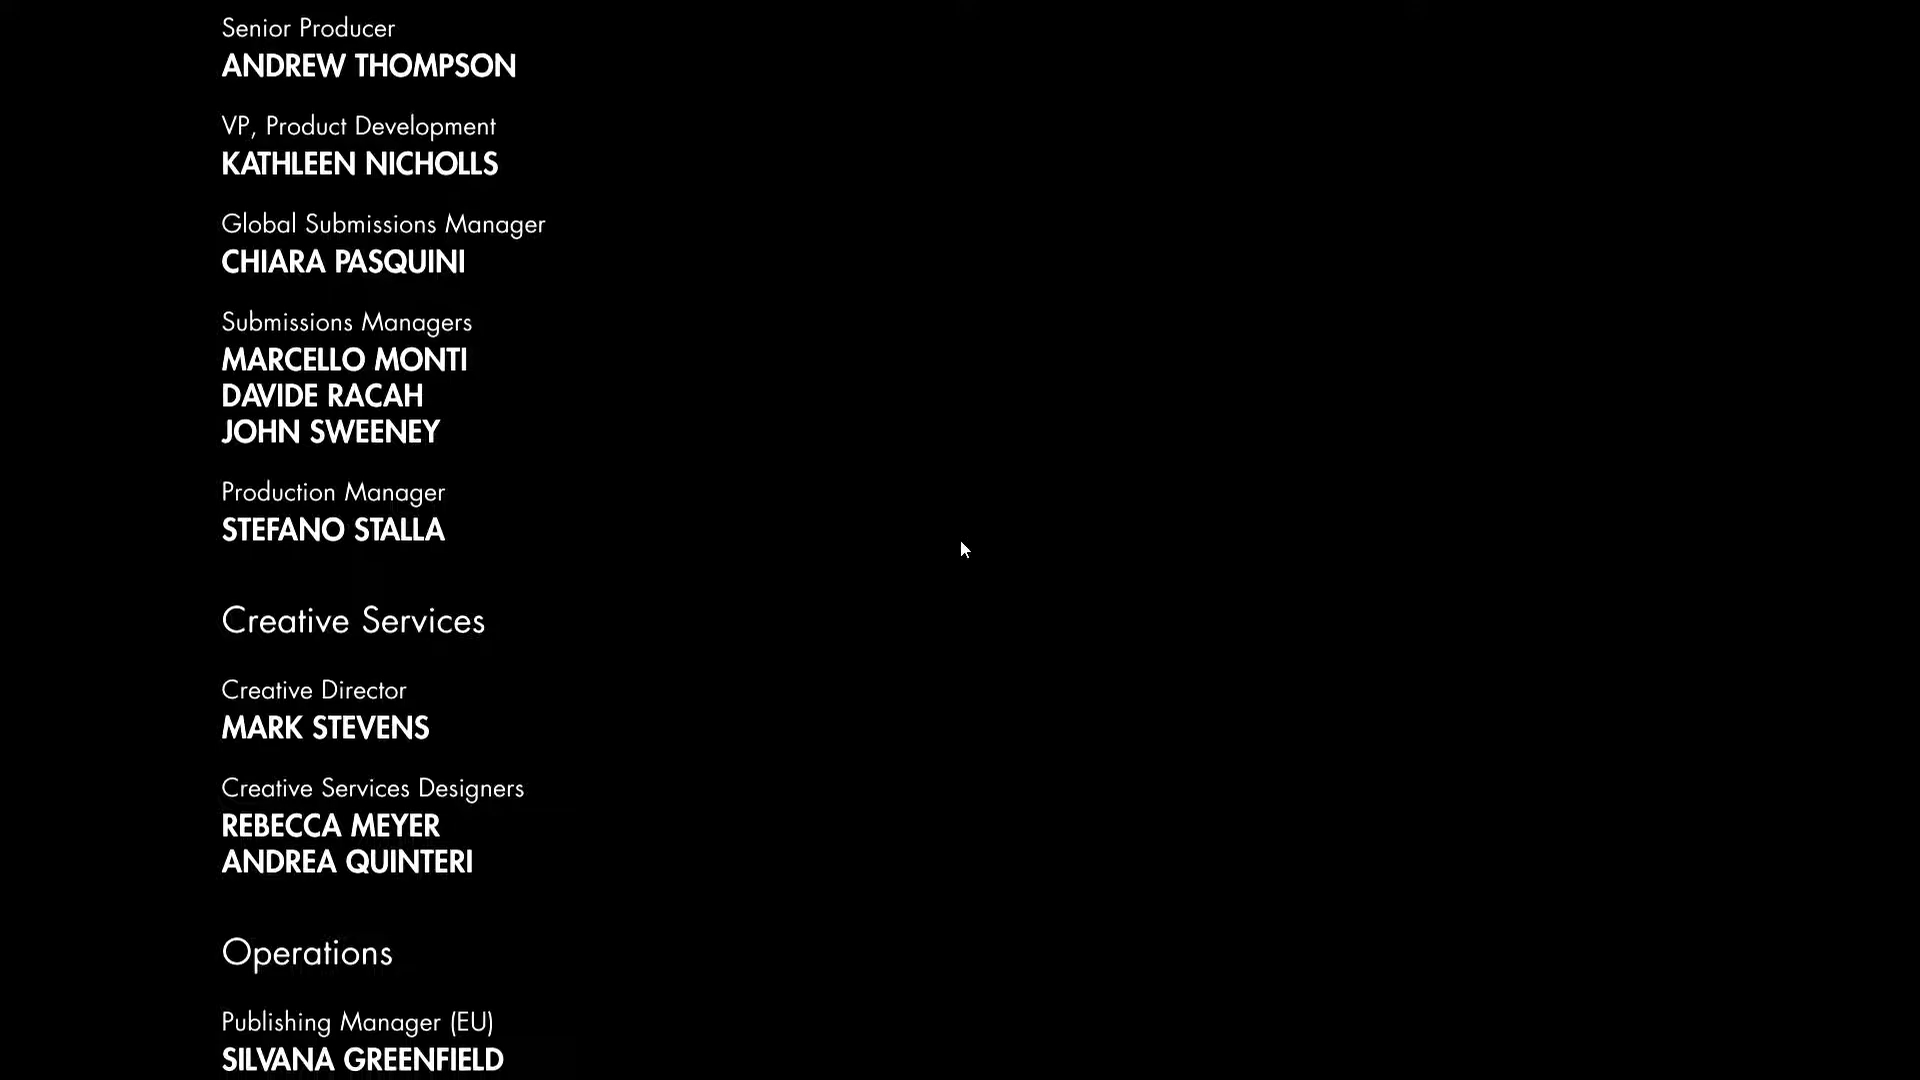 Senior Producer
ANDREW THOMPSON
VP, Product Development
KATHLEEN NICHOLLS
Global Submissions Manager
CHIARA PASQUINI
Submissions Managers
MARCELLO MONTI
DAVIDE RACAH
JOHN SWEENEY
Production Manager
STEFANO STALLA
Creative Services
Creative Director
MARK STEVENS
Creative Services Designers
REBECCA MEYER
ANDREA QUINTERI
Operations
Publishing Manager (EU)
SILVANA GREENFIELD